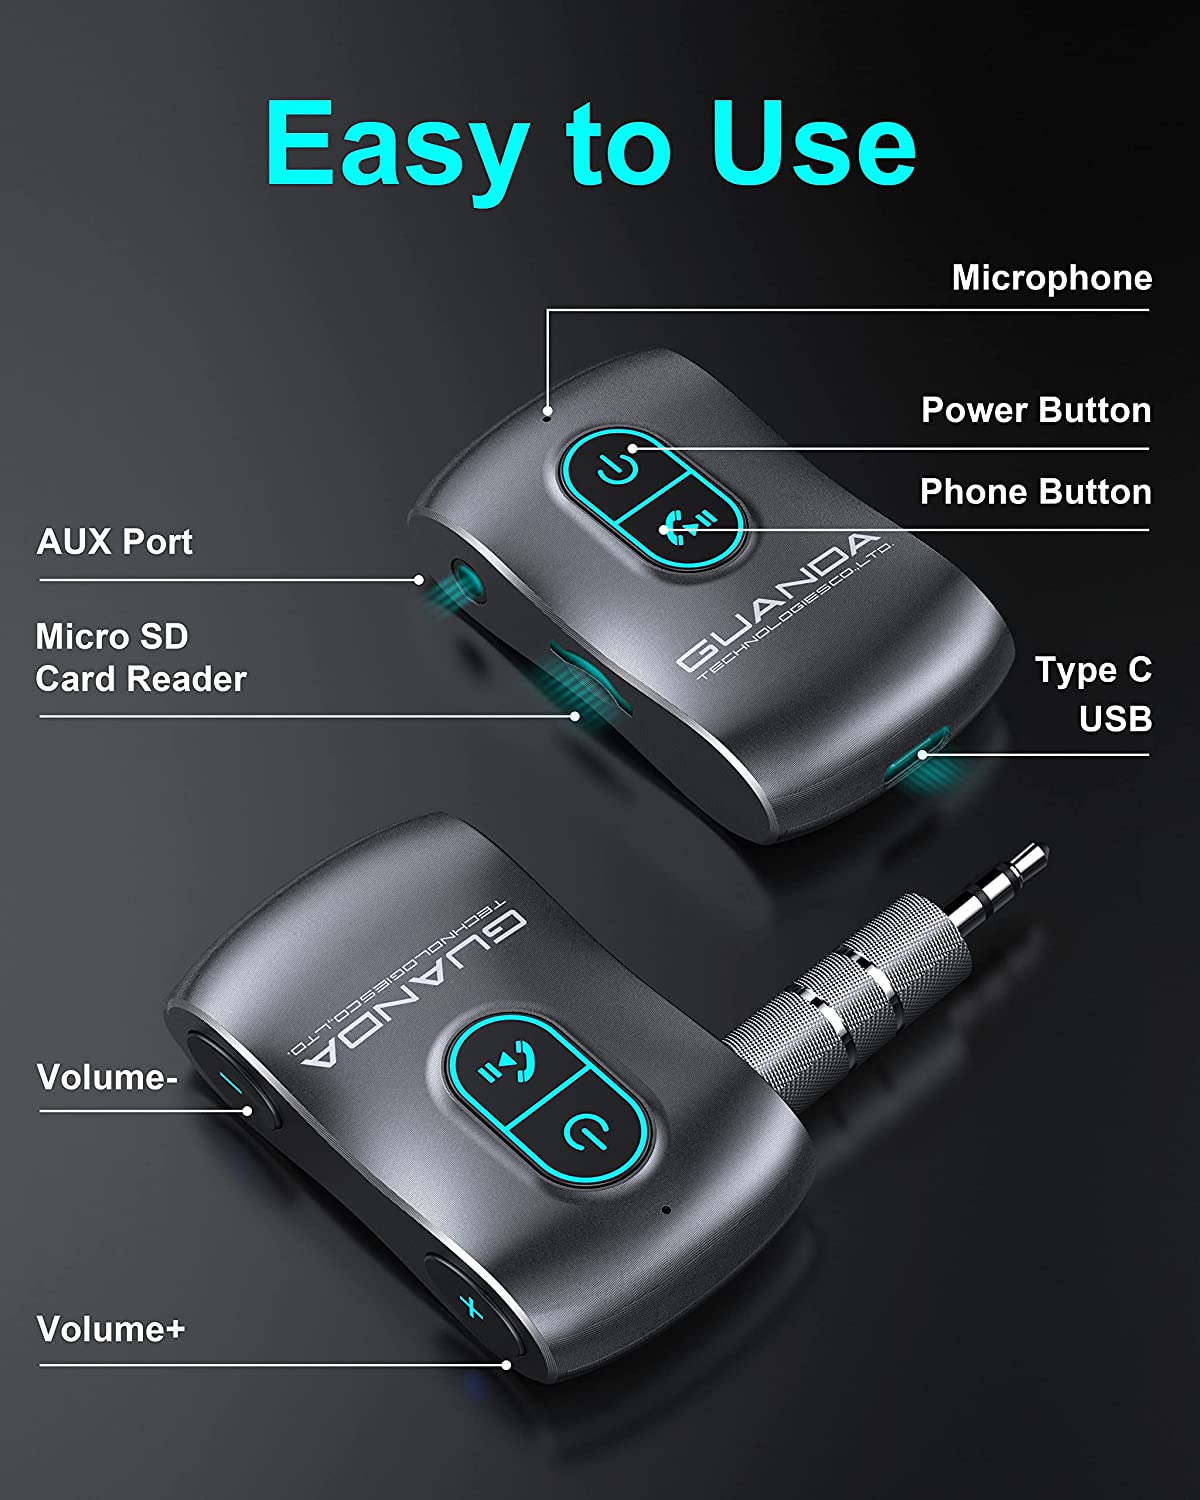 Easy to Use
Microphone
Power Button
Phone Button
AUX Port
Micro SD
Card Reader
Type C
USB
GUANDA
TECHNOLOGIESCO.,LTD.
GUANDA
TECHNOLOGIESCO.,LTD.
Volume-
Volume+